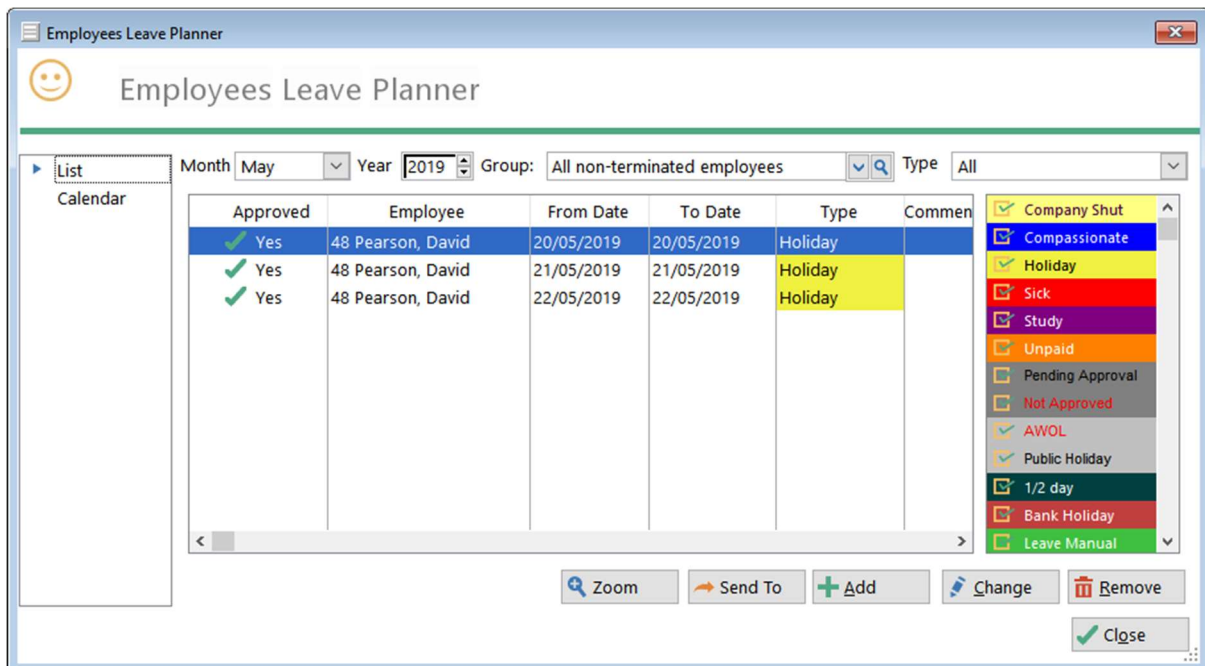 Employees Leave Planner
Employees Leave Planner
List
Calendar
Month May Year 2019 Group: All non-terminated employees Type All
Approved Employee From Date To Date Type Commen
Yes 48 Pearson, David 20/05/2019 20/05/2019 Holiday
Yes 48 Pearson, David 21/05/2019 21/05/2019 Holiday
Yes 48 Pearson, David 22/05/2019 22/05/2019 Holiday
Company Shut
Compassionate
Holiday
Sick
Study
Unpaid
Pending Approval
Not Approved
AWOL
Public Holiday
1/2 day
Bank Holiday
Leave Manual
Zoom Send To Add Change Remove
Close